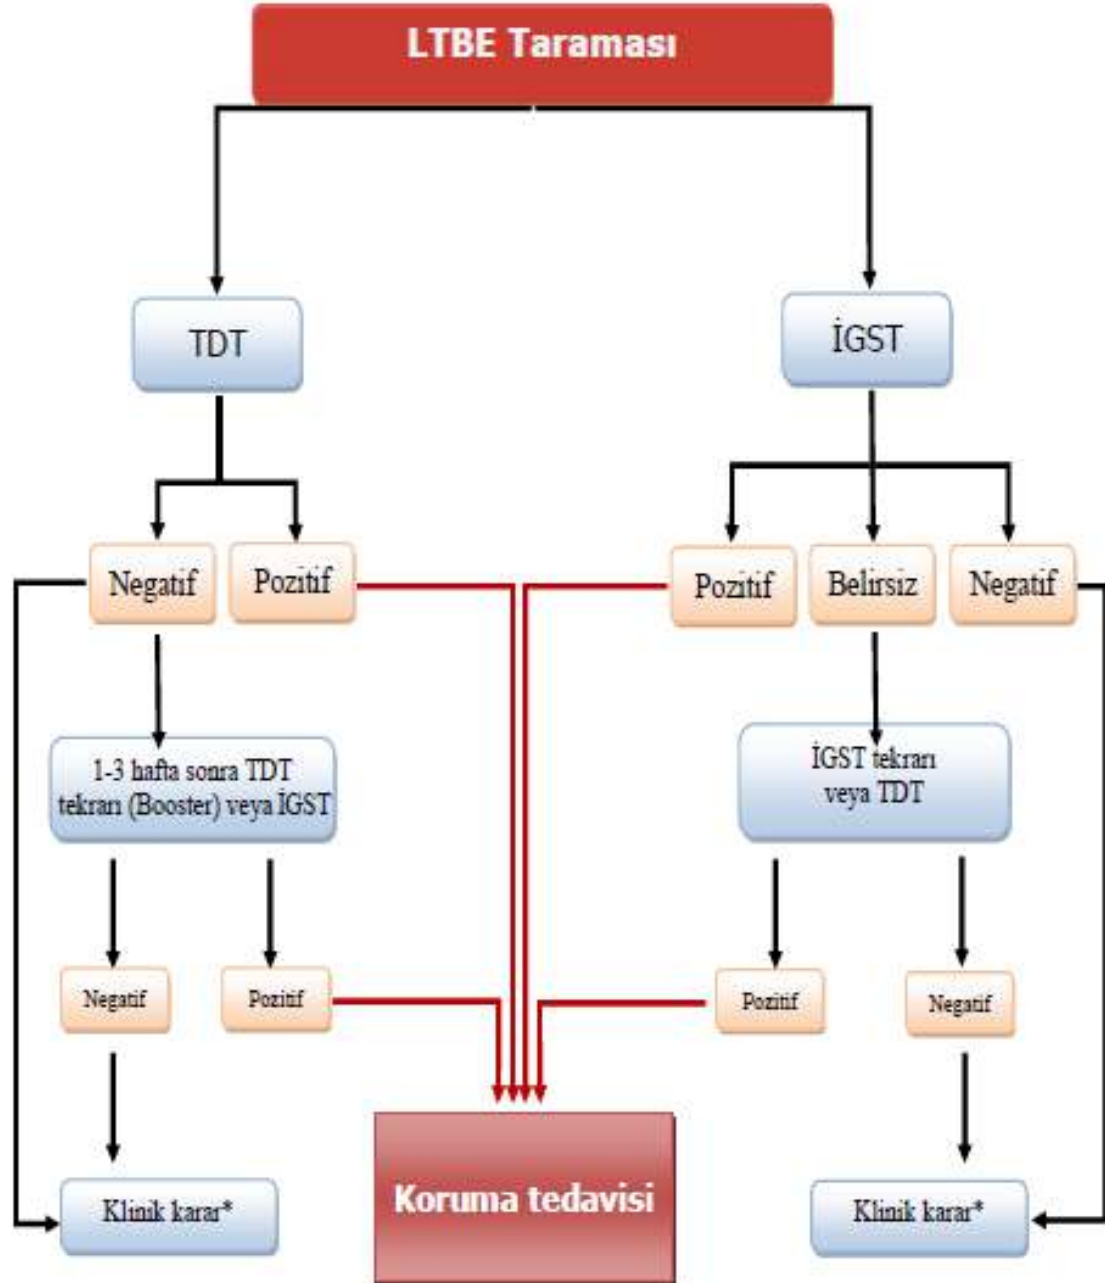 LTBE Taraması
TDT
İGST
Negatif
Pozitif
Pozitif
Belirsiz
Negatif
1-3 hafta sonra TDT
tekrarı (Booster) veya İGST
İGST tekrarı
veya TDT
Negatif
Pozitif
Pozitif
Negatif
Klinik karar*
Koruma tedavisi
Klinik karar*